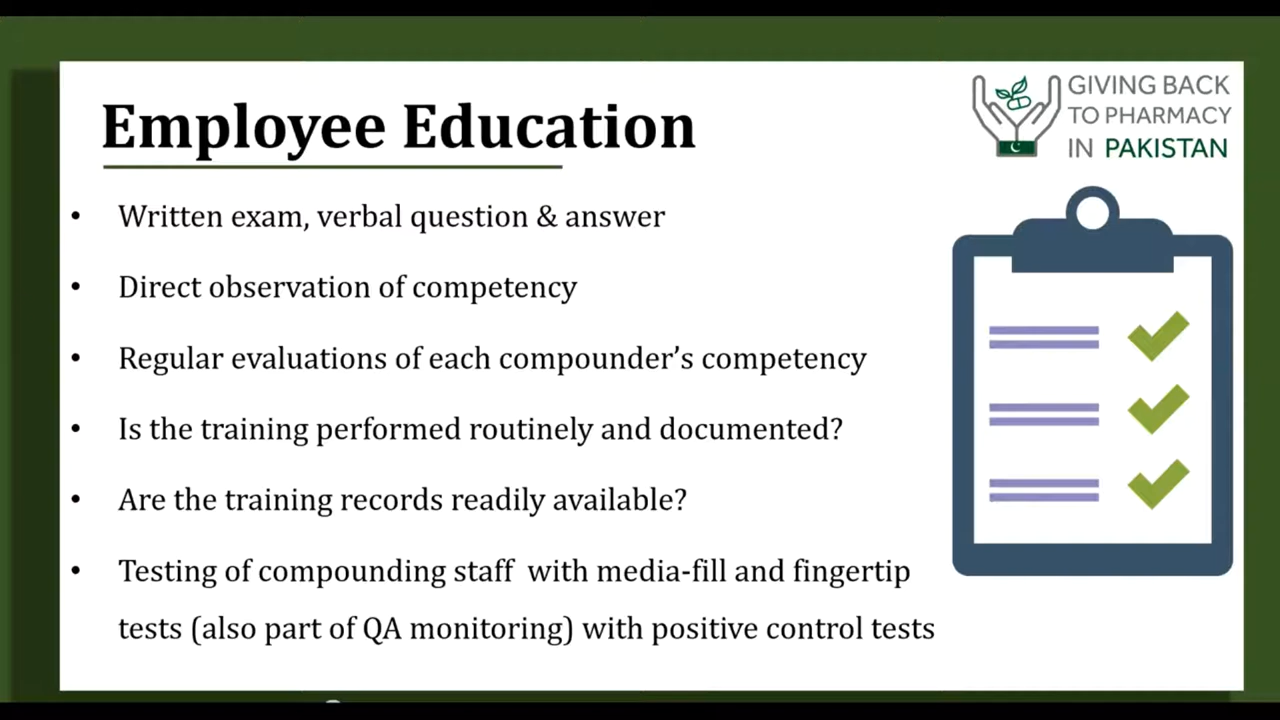 Employee Education
GIVING BACK
TO PHARMACY
IN PAKISTAN
• Written exam, verbal question & answer
• Direct observation of competency
• Regular evaluations of each compounder’s competency
• Is the training performed routinely and documented?
• Are the training records readily available?
• Testing of compounding staff with media-fill and fingertip
tests (also part of QA monitoring) with positive control tests